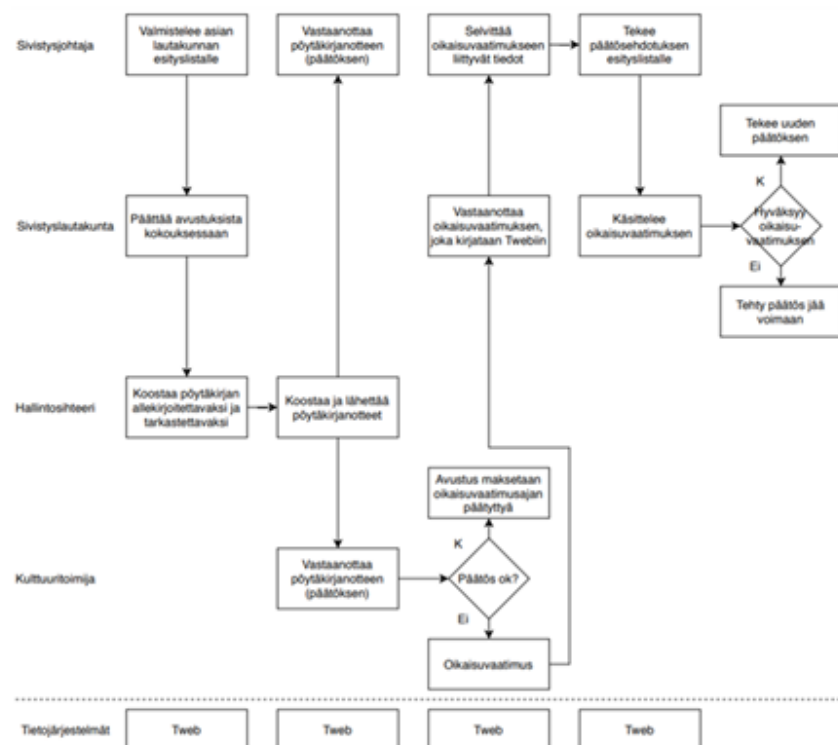 Sivistysjohtaja
Valmistelee asian
lautakunnan
esityslistalle
Vastaanottaa
pöytäkirjanotteen
(päätöksen)
Selvittää
oikaisuvaatimukseen
liittyvät tiedot
Tekee
päätösehdotuksen
esityslistalle
Tekee uuden
päätöksen
K
Sivistyslautakunta
Päättää avustuksista
kokouksessaan
Vastaanottaa
oikaisuvaatimuksen,
joka kirjataan Twebiin
Käsittelee
oikaisuvaatimuksen
Hyväksyy
oikaisu-
vaatimuksen
Ei
Tehty päätös jää
voimaan
Hallintosihteeri
Koostaa pöytäkirjan
allekirjoitettavaksi ja
tarkastettavaksi
Koostaa ja lähettää
pöytäkirjanotteet
Avustus maksetaan
oikaisuvaatimusajan
päätyttyä
K
Kulttuuritoimija
Vastaanottaa
pöytäkirjanotteen
(päätöksen)
Päätös ok?
Ei
Oikaisuvaatimus
Tietojärjestelmät
Tweb
Tweb
Tweb
Tweb